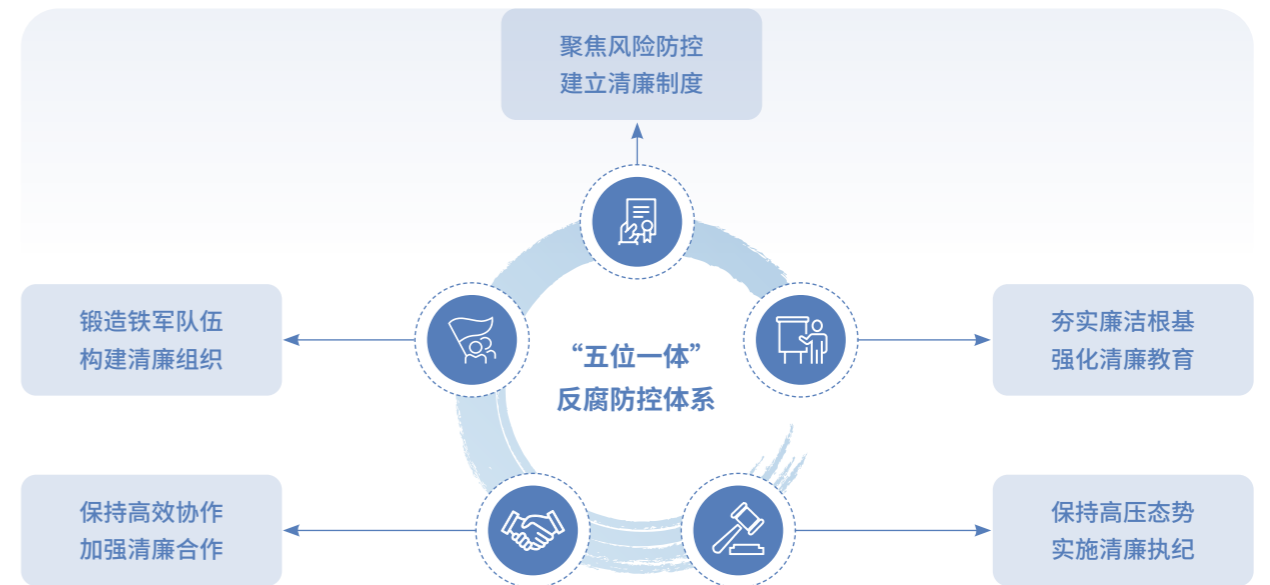 聚焦风险防控
建立清廉制度
锻造铁军队伍
构建清廉组织
“五位一体”
反腐防控体系
夯实廉洁根基
强化清廉教育
保持高效协作
加强清廉合作
保持高压态势
实施清廉执纪